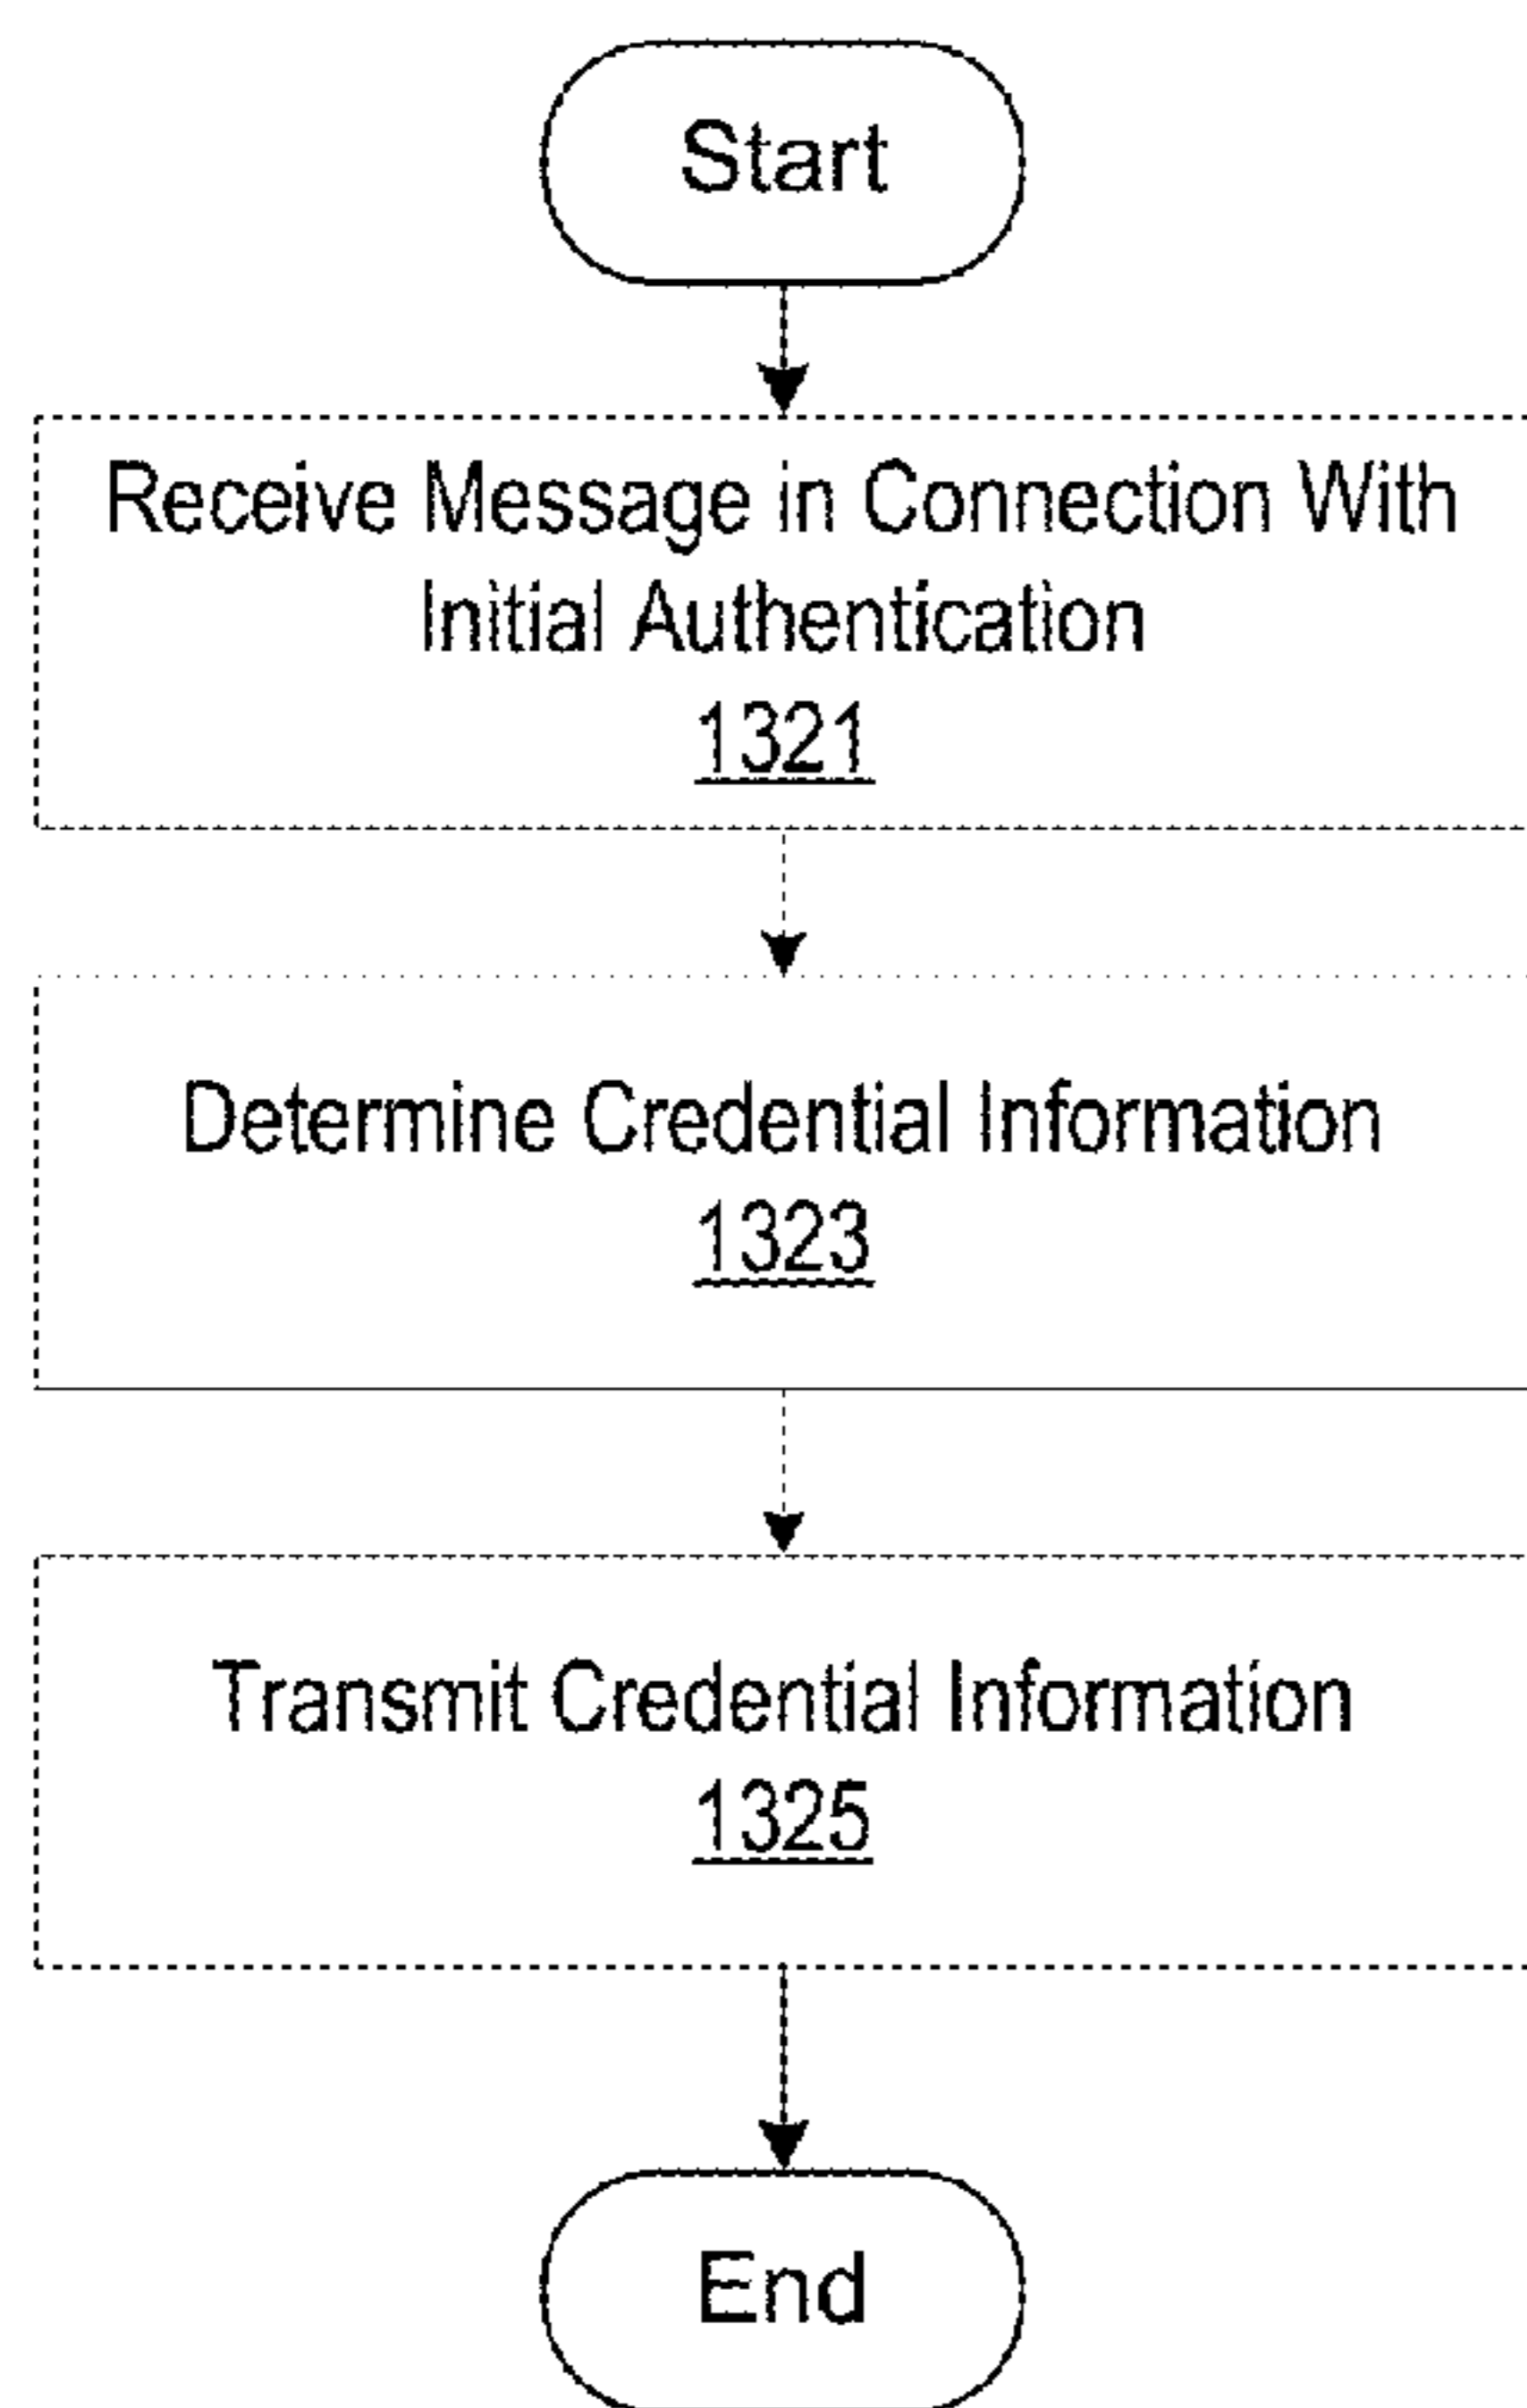 Start
Receive Message in Connection With
Initial Authentication
1321
Determine Credential Information
1323
Transmit Credential Information
1325
End